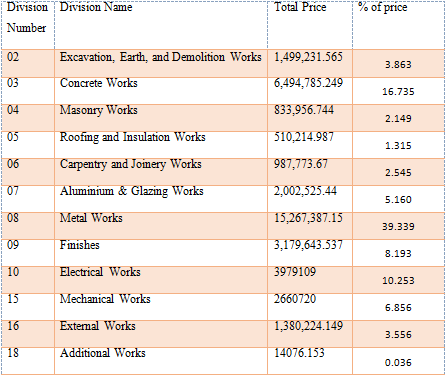 Division Number Division Name Total Price % of price
02 Excavation, Earth, and Demolition Works 1,499,231.565 3.863
03 Concrete Works 6,494,785.249 16.735
04 Masonry Works 833,956.744 2.149
05 Roofing and Insulation Works 510,214.987 1.315
06 Carpentry and Joinery Works 987,773.67 2.545
07 Aluminium & Glazing Works 2,002,525.44 5.160
08 Metal Works 15,267,387.15 39.339
09 Finishes 3,179,643.537 8.193
10 Electrical Works 3979109 10.253
15 Mechanical Works 2660720 6.856
16 External Works 1,380,224.149 3.556
18 Additional Works 14076.153 0.036